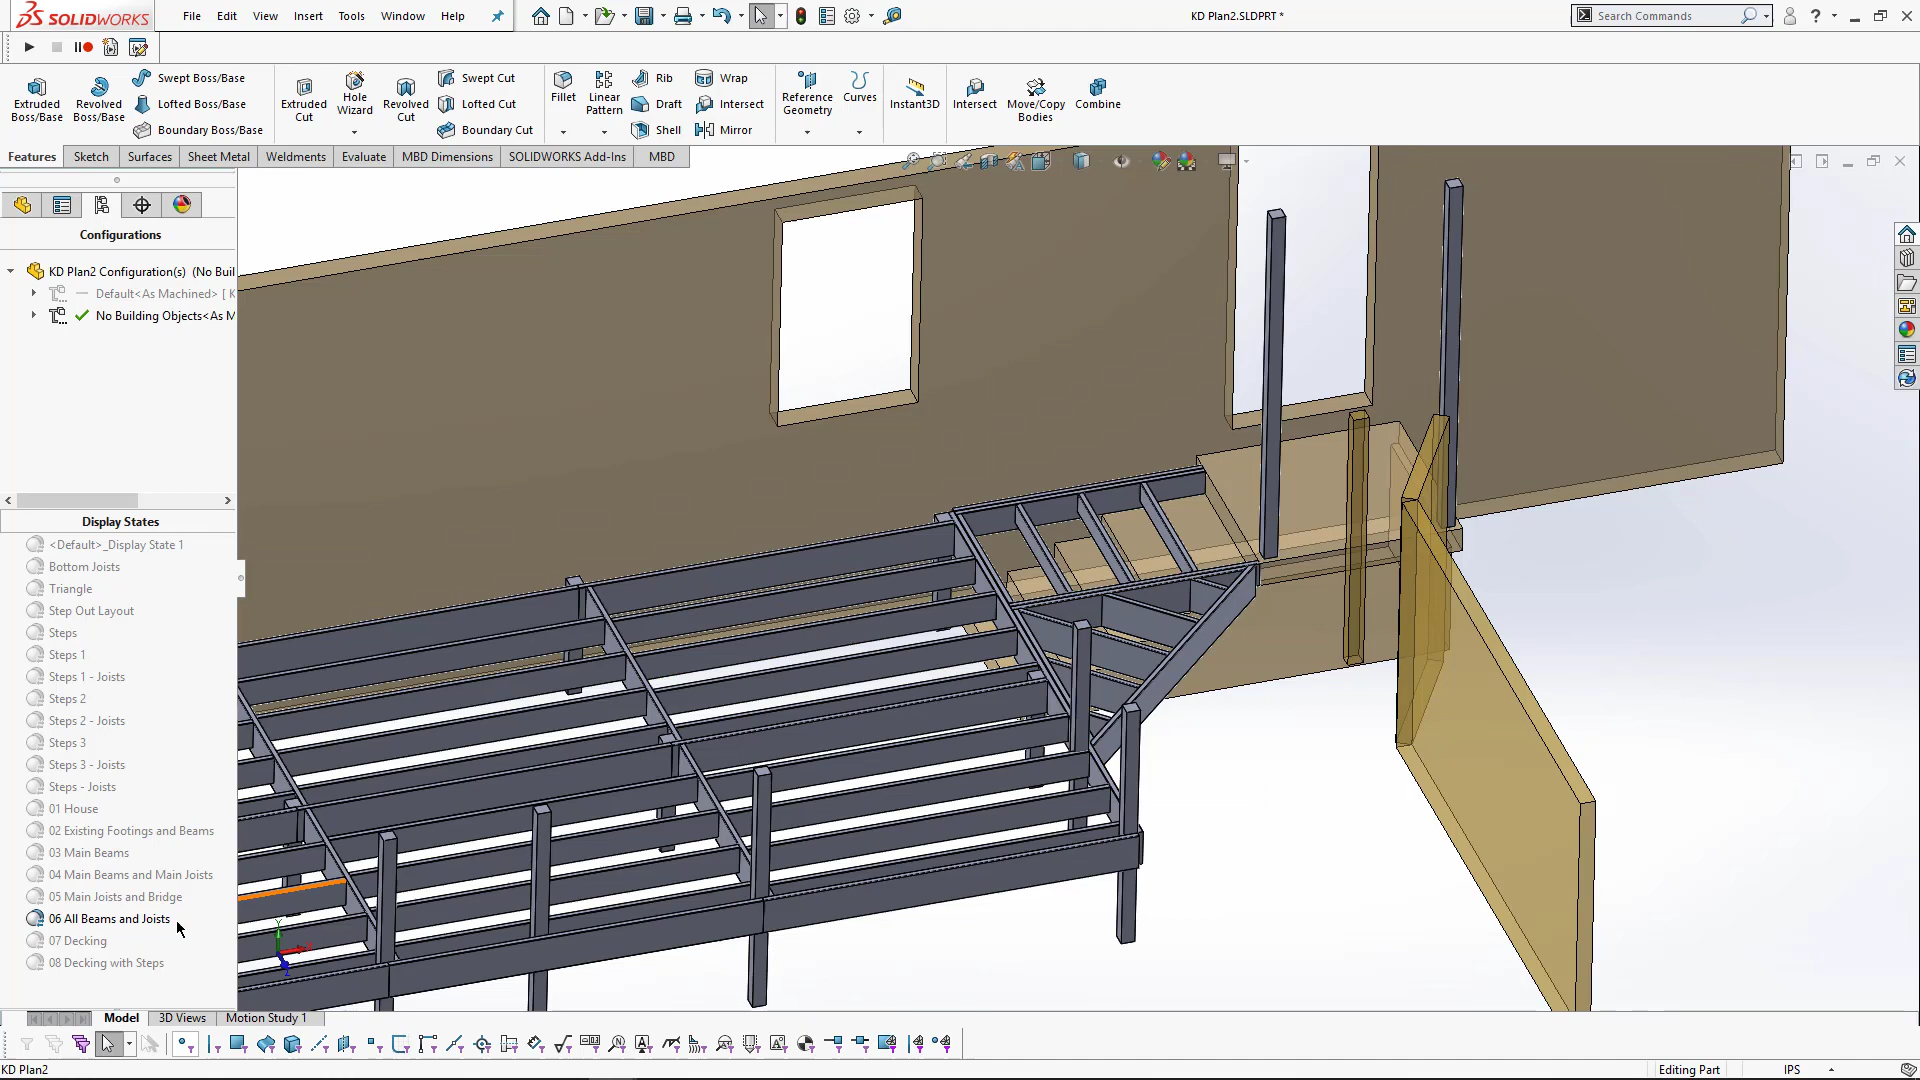 SOLIDWORKS
File Edit View Insert Tools Window Help
KD Plan2.SLDPRT *
Search Commands
Extruded Boss/Base
Revolved Boss/Base
Swept Boss/Base
Lofted Boss/Base
Boundary Boss/Base
Extruded Cut
Hole Wizard
Revolved Cut
Swept Cut
Lofted Cut
Boundary Cut
Fillet
Linear Pattern
Rib
Draft
Shell
Wrap
Intersect
Mirror
Reference Geometry
Curves
Instant3D
Intersect
Move/Copy Bodies
Combine
Features Sketch Surfaces Sheet Metal Weldments Evaluate MBD Dimensions SOLIDWORKS Add-Ins MBD
Configurations
KD Plan2 Configuration(s) (No Buil
Default<As Machined> [ K
No Building Objects<As M
Display States
<Default>_Display State 1
Bottom Joists
Triangle
Step Out Layout
Steps
Steps 1
Steps 1 - Joists
Steps 2
Steps 2 - Joists
Steps 3
Steps 3 - Joists
Steps - Joists
01 House
02 Existing Footings and Beams
03 Main Beams
04 Main Beams and Main Joists
05 Main Joists and Bridge
06 All Beams and Joists
07 Decking
08 Decking with Steps
Model 3D Views Motion Study 1
KD Plan2
Editing Part
IPS